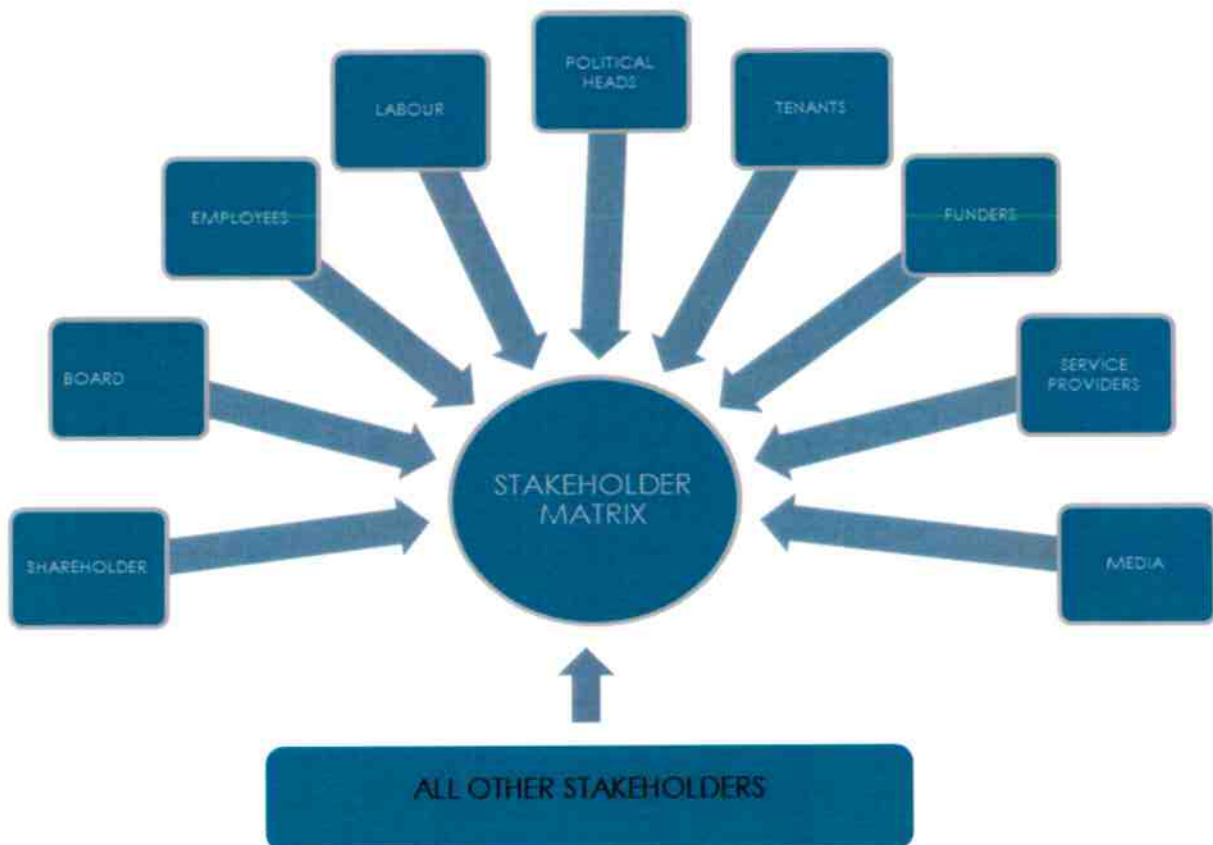 POLITICAL
HEADS
LABOUR
TENANTS
EMPLOYEES
FUNDERS
BOARD
SERVICE
PROVIDERS
STAKEHOLDER
MATRIX
SHAREHOLDER
MEDIA
ALL OTHER STAKEHOLDERS